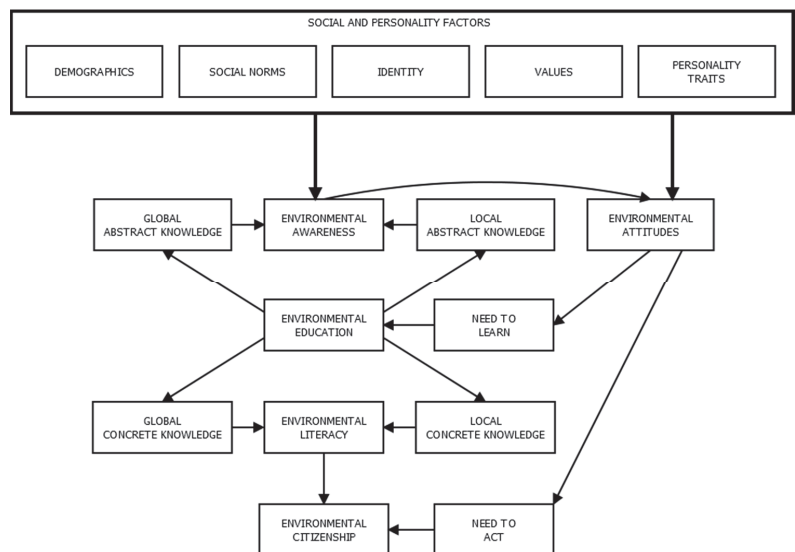 SOCIAL AND PERSONALITY FACTORS
DEMOGRAPHICS
SOCIAL NORMS
IDENTITY
VALUES
PERSONALITY
TRAITS
GLOBAL
ABSTRACT KNOWLEDGE
ENVIRONMENTAL
AWARENESS
LOCAL
ABSTRACT KNOWLEDGE
ENVIRONMENTAL
ATTITUDES
ENVIRONMENTAL
EDUCATION
NEED TO
LEARN
GLOBAL
CONCRETE KNOWLEDGE
ENVIRONMENTAL
LITERACY
LOCAL
CONCRETE KNOWLEDGE
ENVIRONMENTAL
CITIZENSHIP
NEED TO
ACT